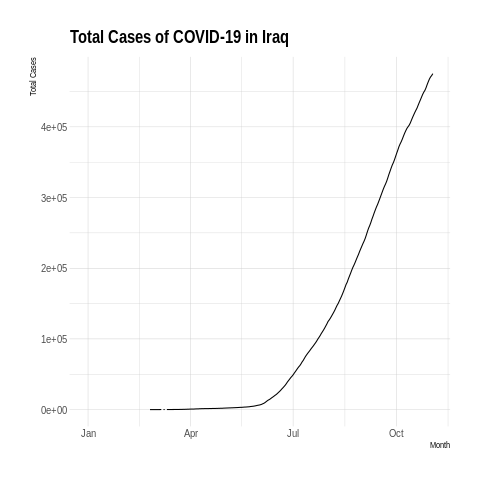 Total Cases of COVID-19 in Iraq
Total Cases
4e+05
3e+05
2e+05
1e+05
0e+00
Jan Apr Jul Oct
Month